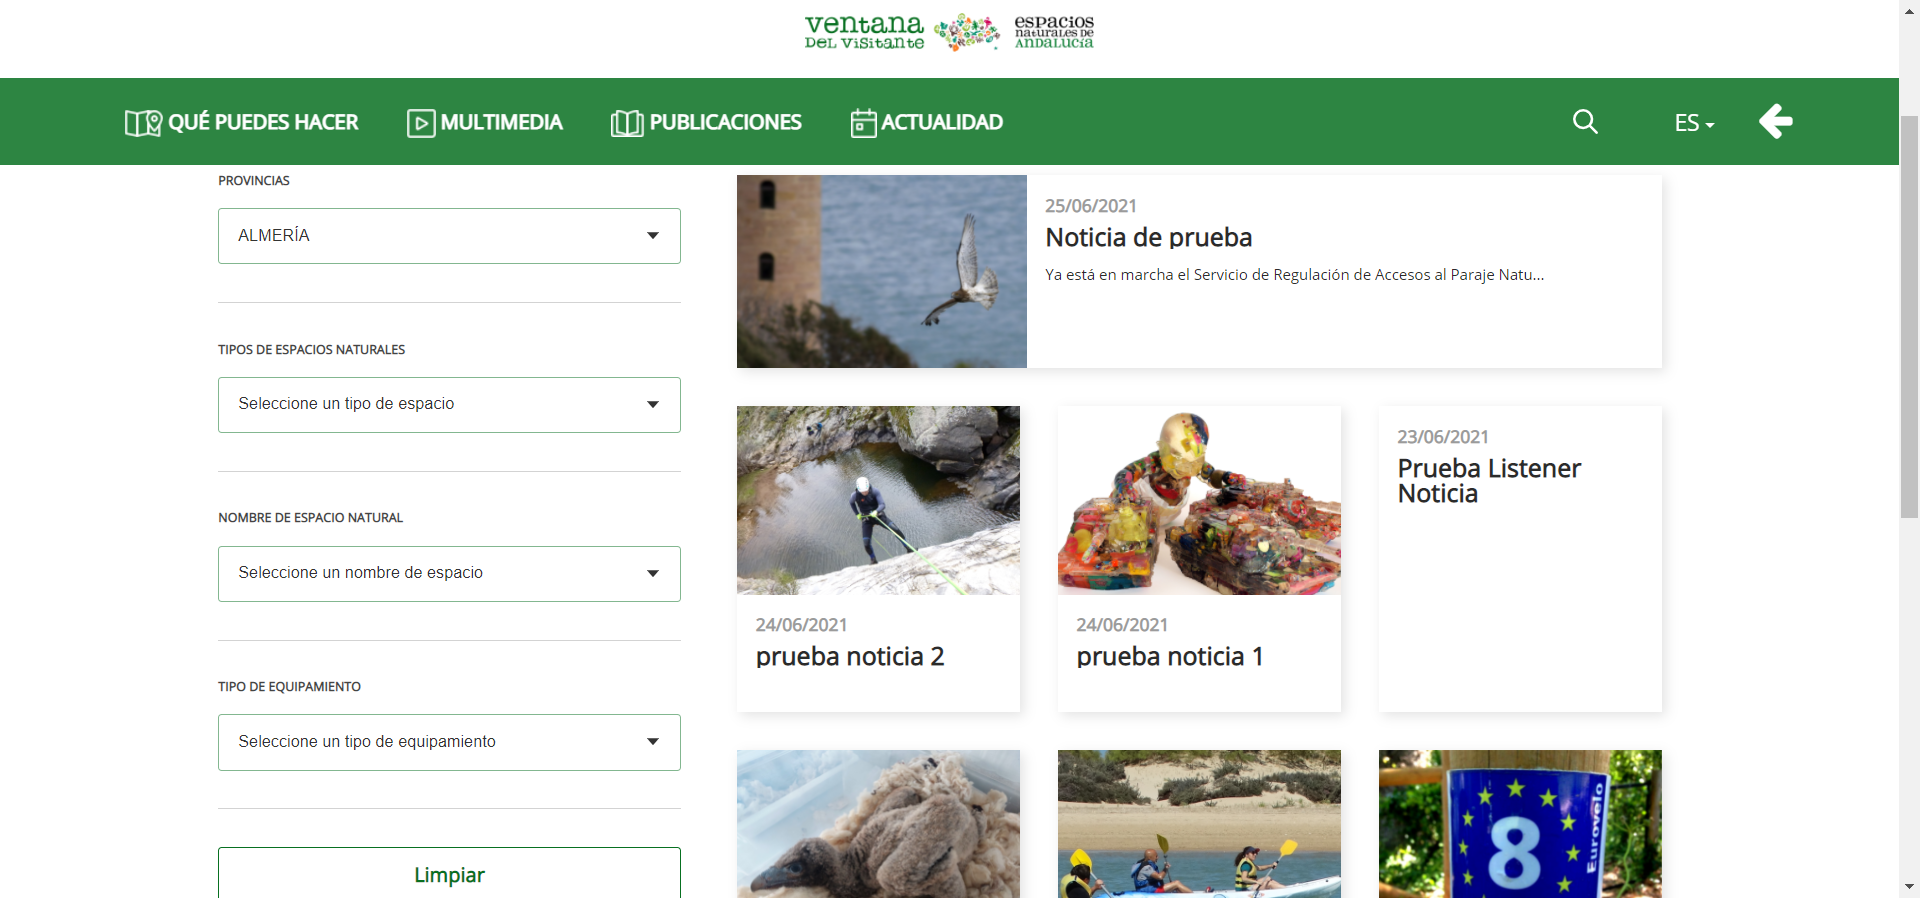 ventana
DEL VISITANTE
espacios
naturales de
ANDALUCÍA
QUÉ PUEDES HACER
MULTIMEDIA
PUBLICACIONES
ACTUALIDAD
ES
PROVINCIAS
ALMERÍA
TIPOS DE ESPACIOS NATURALES
Seleccione un tipo de espacio
NOMBRE DE ESPACIO NATURAL
Seleccione un nombre de espacio
TIPO DE EQUIPAMIENTO
Seleccione un tipo de equipamiento
Limpiar
25/06/2021
Noticia de prueba
Ya está en marcha el Servicio de Regulación de Accesos al Paraje Natu...
24/06/2021
prueba noticia 2
24/06/2021
prueba noticia 1
23/06/2021
Prueba Listener
Noticia
8
Eurovelo